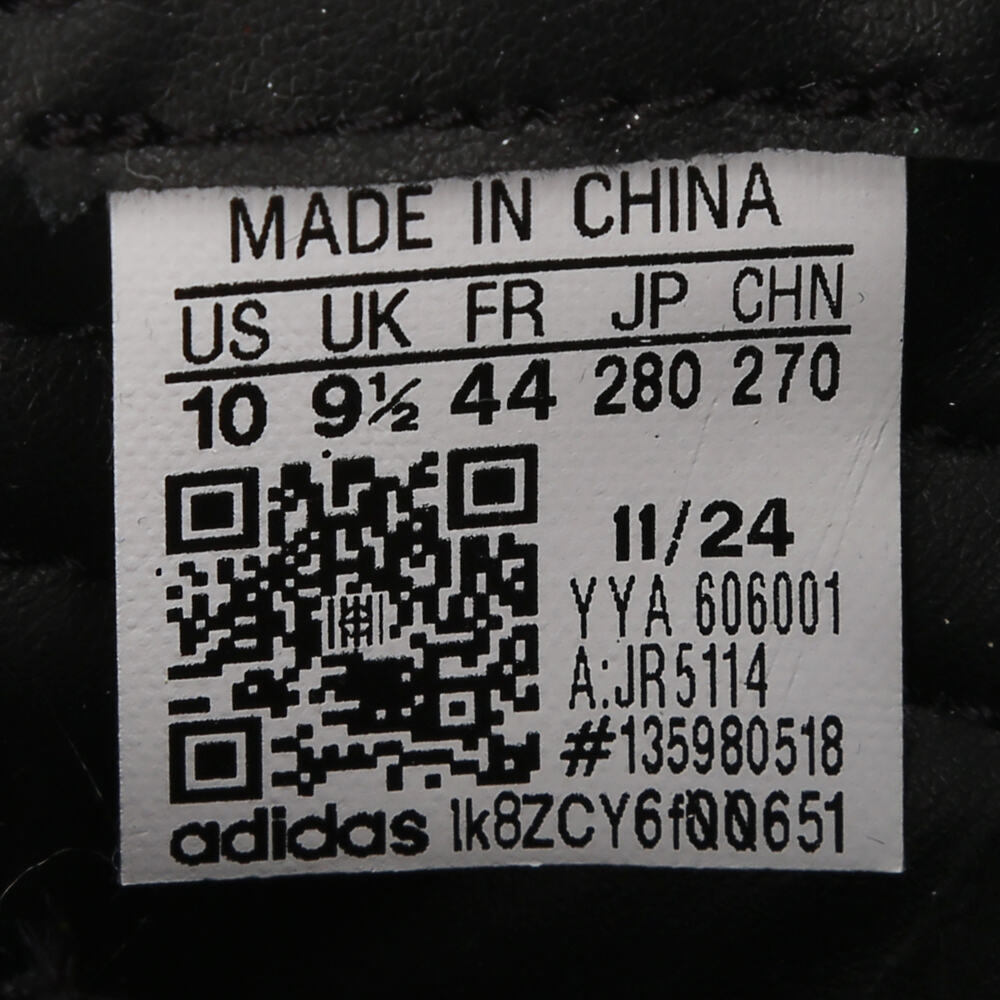 MADE IN CHINA
US UK FR JP CHN
10 9½ 44 280 270
11/24
YYA 606001
A:JR5114
#135980518
adidas